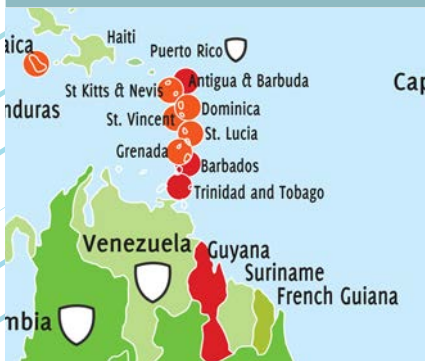 Haiti
aica
Puerto Rico
Antigua & Barbuda
Cap
St Kitts & Nevis
nduras
Dominica
St. Vincent
St. Lucia
Grenada
Barbados
Trinidad and Tobago
Venezuela
Guyana
Suriname
French Guiana
mbia